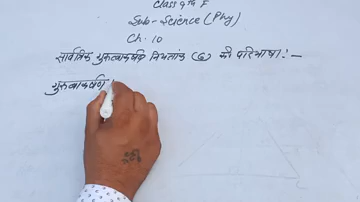 Class 9th F
Sub-Science (Phy)
Ch. 10
सार्वत्रिक गुरुत्वाकर्षण नियतांक (G) की परिभाषा :-
गुरुत्वाकर्षण